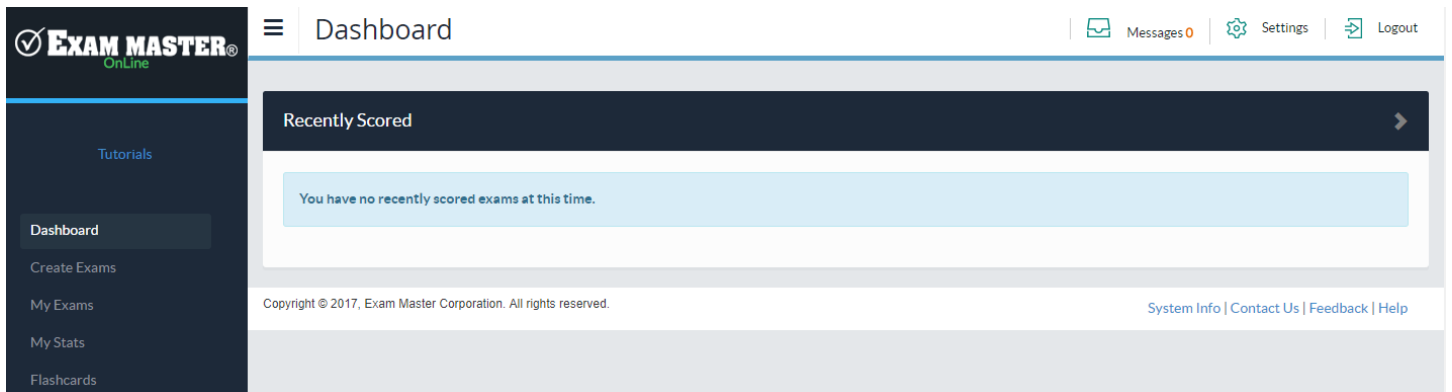 EXAM MASTER®
OnLine
Tutorials
Dashboard
Create Exams
My Exams
My Stats
Flashcards
Dashboard
Messages 0
Settings
Logout
Recently Scored
You have no recently scored exams at this time.
Copyright © 2017, Exam Master Corporation. All rights reserved.
System Info | Contact Us | Feedback | Help